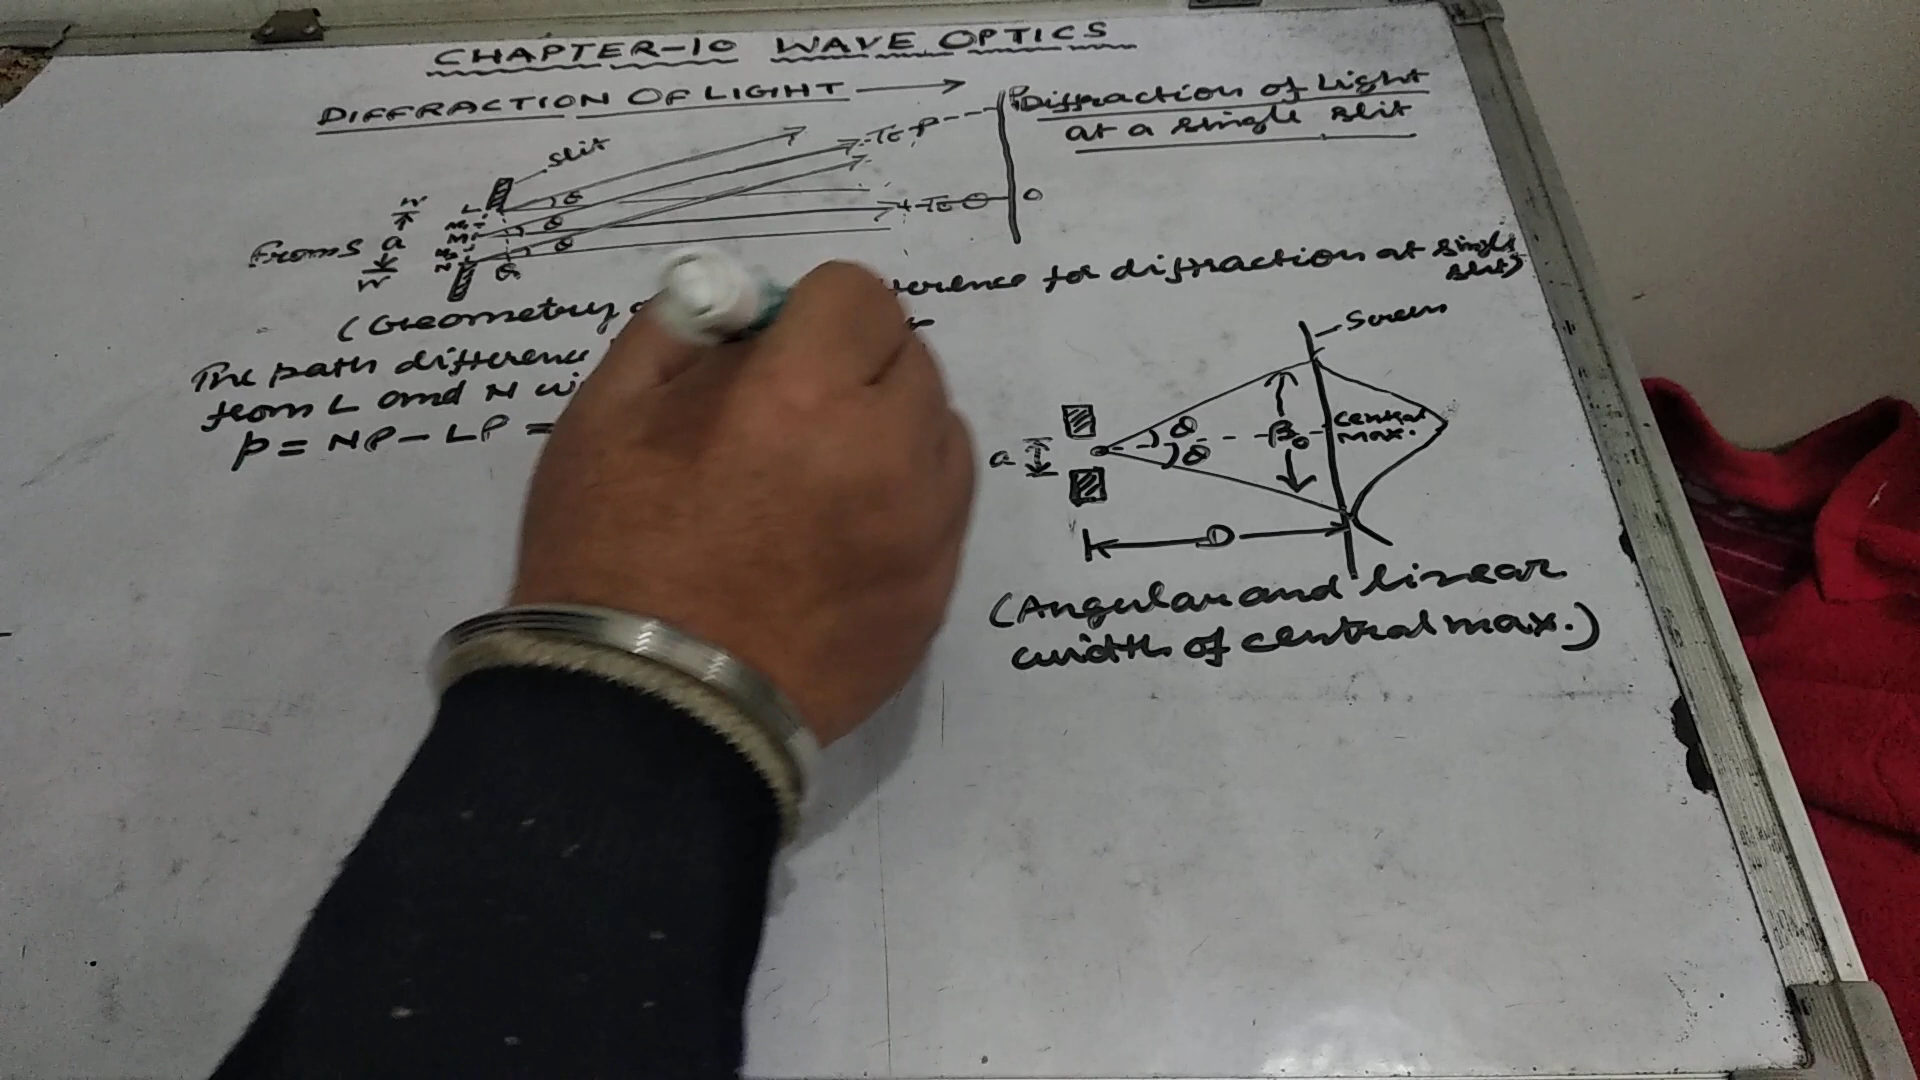 CHAPTER-10 WAVE OPTICS
DIFFRACTION OF LIGHT
Diffraction of Light
at a single slit
slit
To P
P
θ
θ
θ
To O
O
W
L
M
N
W
G
From S
a
(Geometry
for diffraction at single
slit)
The path difference
from L and N
p = NP - LP =
Screen
θ
θ
β₀
Central
max.
a
D
(Angular and linear
width of central max.)